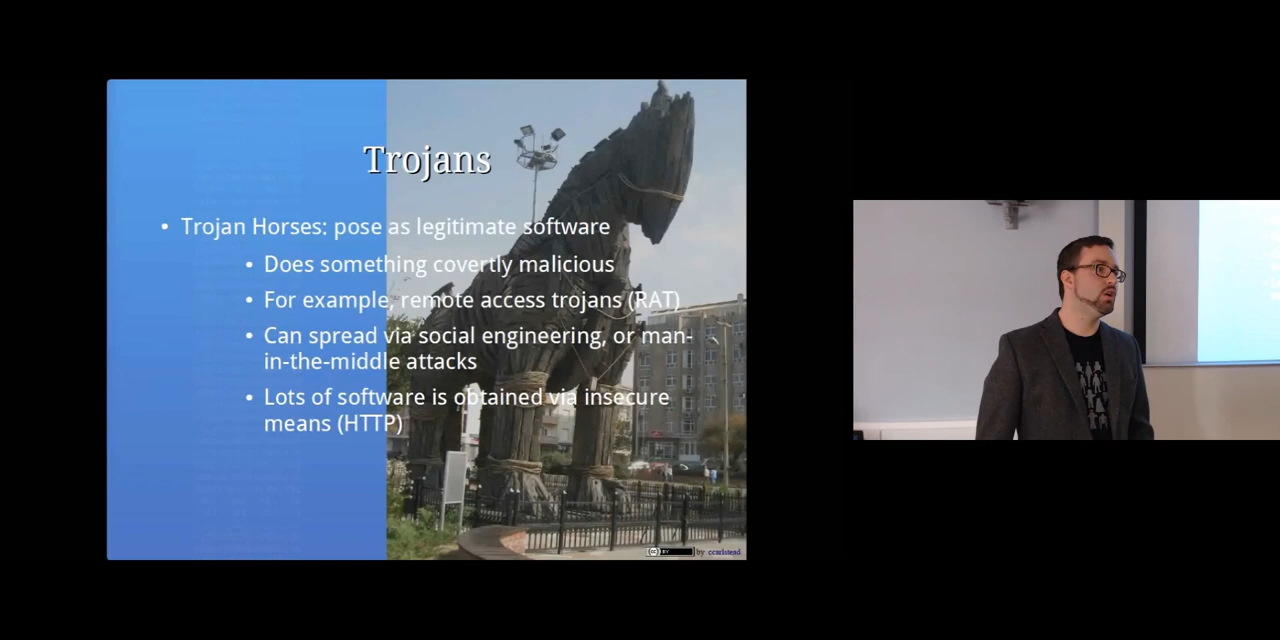 Trojans
• Trojan Horses: pose as legitimate software
• Does something covertly malicious
• For example, remote access trojans (RAT)
• Can spread via social engineering, or man-
in-the-middle attacks
• Lots of software is obtained via insecure
means (HTTP)
cc BY by ccarlstead